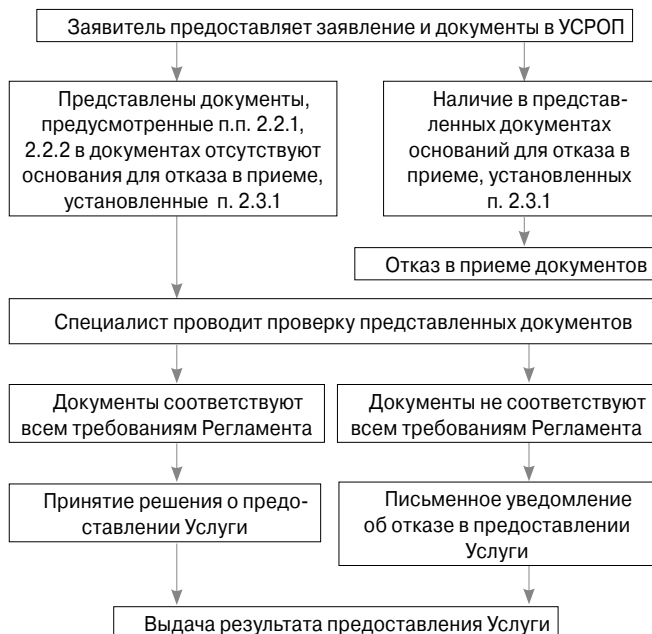 Заявитель предоставляет заявление и документы в УСРОП
Представлены документы,
предусмотренные п.п. 2.2.1,
2.2.2 в документах отсутствуют
основания для отказа в приеме,
установленные п. 2.3.1
Наличие в представ-
ленных документах
оснований для отказа в
приеме, установленных
п. 2.3.1
Отказ в приеме документов
Специалист проводит проверку представленных документов
Документы соответствуют
всем требованиям Регламента
Документы не соответствуют
всем требованиям Регламента
Принятие решения о предо-
ставлении Услуги
Письменное уведомление
об отказе в предоставлении
Услуги
Выдача результата предоставления Услуги